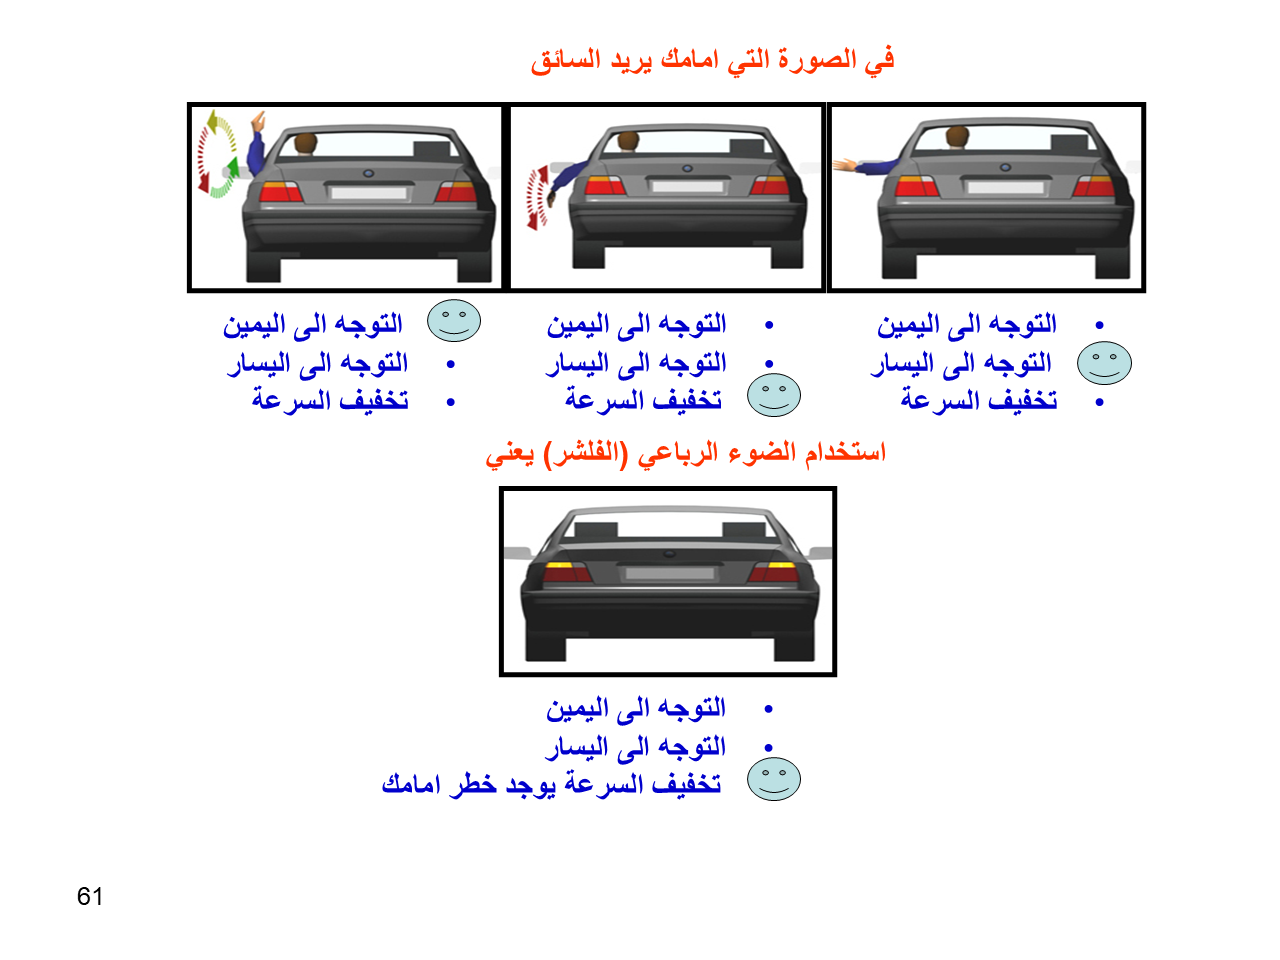 في الصورة التي امامك يريد السائق
• التوجه الى اليمين
التوجه الى اليسار
• تخفيف السرعة
• التوجه الى اليمين
• التوجه الى اليسار
تخفيف السرعة
التوجه الى اليمين
• التوجه الى اليسار
• تخفيف السرعة
استخدام الضوء الرباعي (الفلشر) يعني
• التوجه الى اليمين
• التوجه الى اليسار
تخفيف السرعة يوجد خطر امامك
61